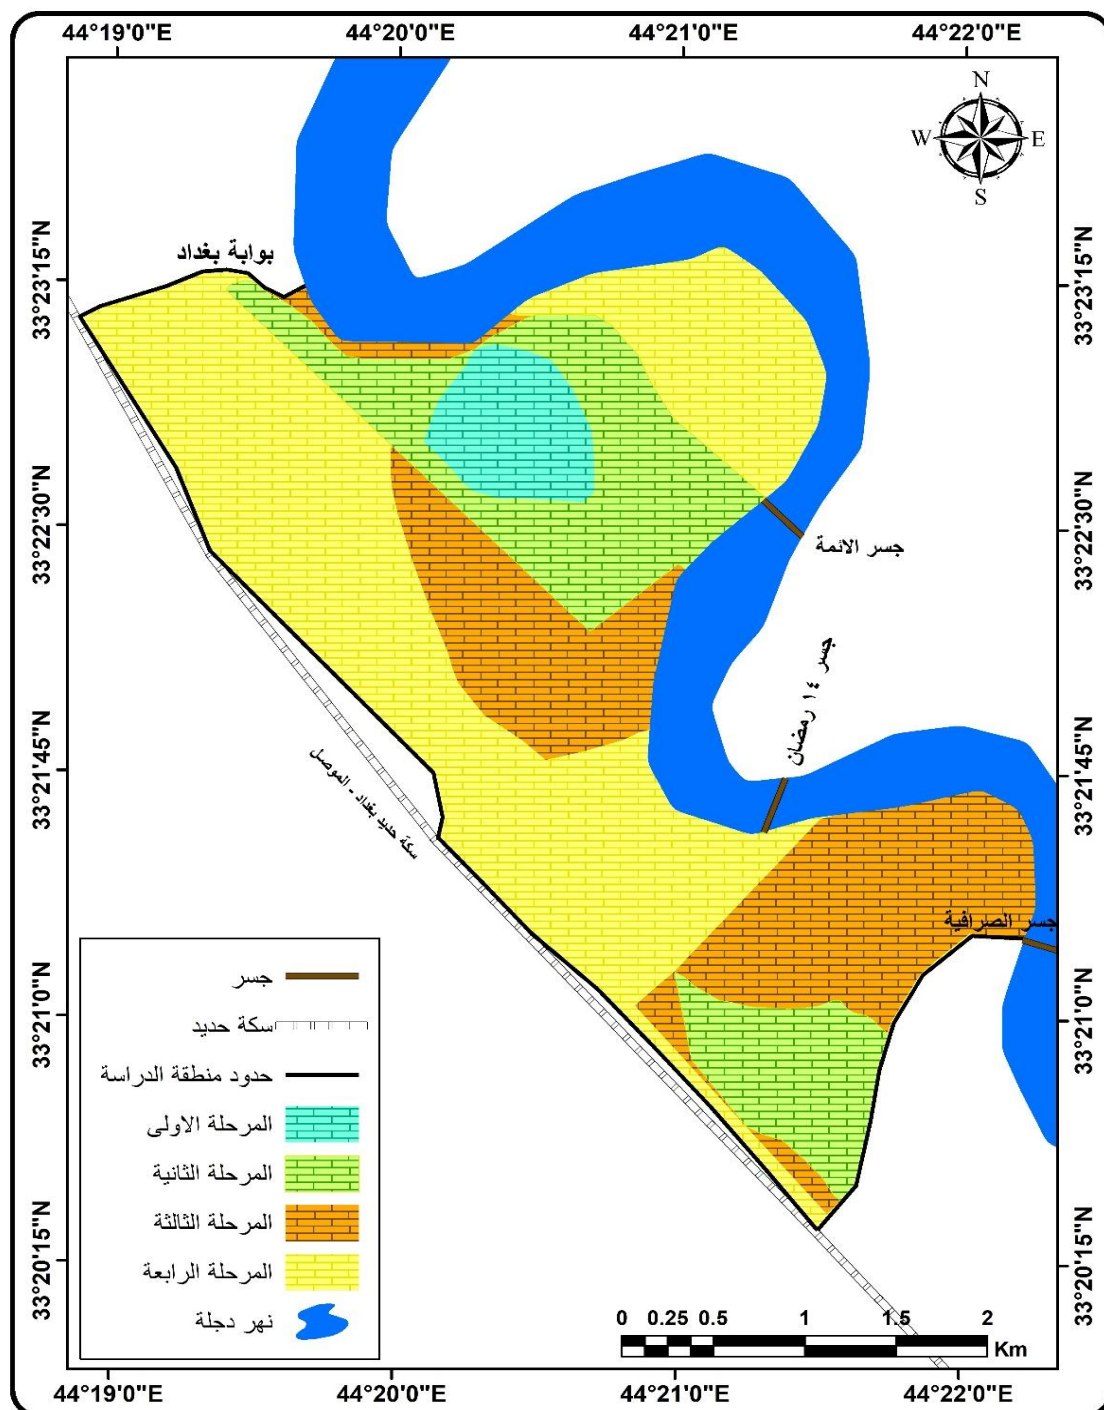 44°19'0"E
44°20'0"E
44°21'0"E
44°22'0"E
N
W
E
S
33°23'15"N
33°23'15"N
بوابة بغداد
33°22'30"N
33°22'30"N
جسر الائمة
جسر ١٤ رمضان
33°21'45"N
33°21'45"N
سكة حديد بغداد - الموصل
جسر الصرافية
33°21'0"N
33°21'0"N
جسر
سكة حديد
حدود منطقة الدراسة
المرحلة الاولى
المرحلة الثانية
المرحلة الثالثة
المرحلة الرابعة
نهر دجلة
33°20'15"N
33°20'15"N
0 0.25 0.5 1 1.5 2
Km
44°19'0"E
44°20'0"E
44°21'0"E
44°22'0"E